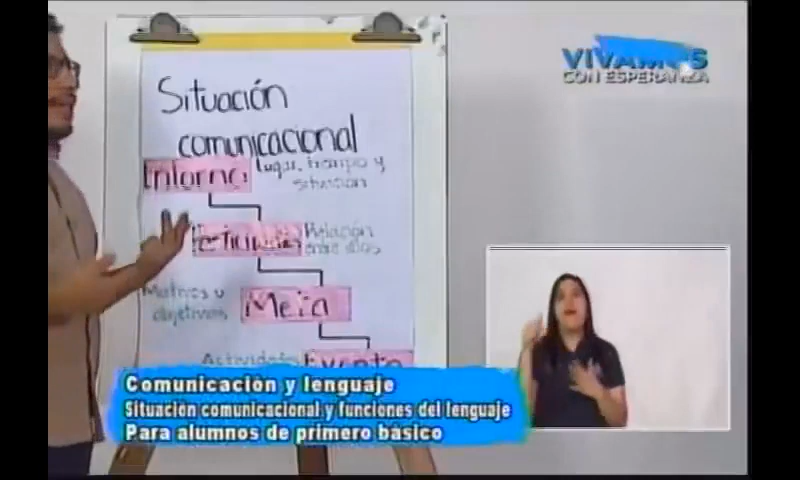 VIVAMOS
CON ESPERANZA
Situación
comunicacional
Entorno
Lugar, tiempo y
situación
Relación
entre ellos
Motivos u
objetivos
Meta
Actividades
Evento
Comunicación y lenguaje
Situación comunicacional y funciones del lenguaje
Para alumnos de primero básico